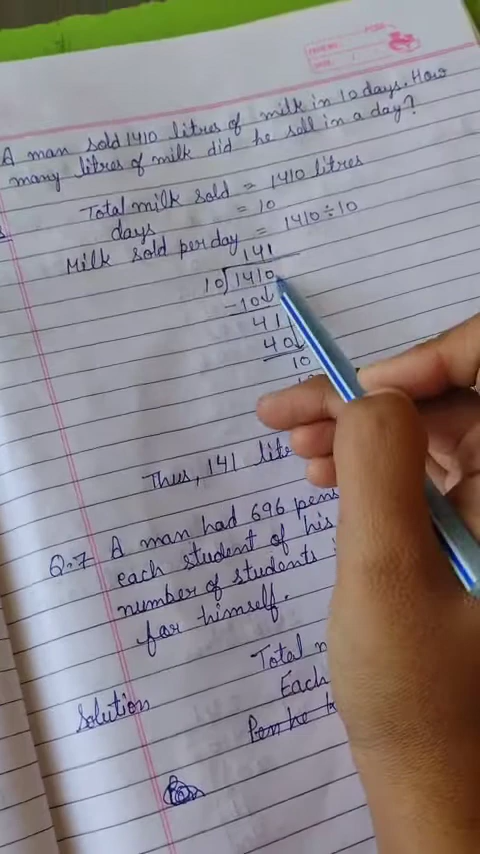 A man sold 1410 litres of milk in 10 days. How
many litres of milk did he sell in a day?
Total milk sold = 1410 litres
days = 10
Milk sold per day = 1410 ÷ 10
141
10 1410
-10↓
41
40↓
10
Thus, 141
Q.7 A man had 696 pens
each student of his
number of students
for himself.
Solution
Total
Each
Pen he